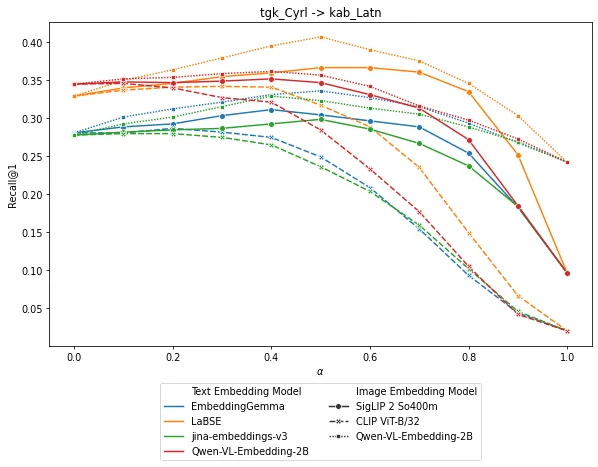 tgk_Cyrl -> kab_Latn
Recall@1
0.40
0.35
0.30
0.25
0.20
0.15
0.10
0.05
0.0 0.2 0.4 0.6 0.8 1.0
α
Text Embedding Model Image Embedding Model
EmbeddingGemma SigLIP 2 So400m
LaBSE CLIP ViT-B/32
jina-embeddings-v3 Qwen-VL-Embedding-2B
Qwen-VL-Embedding-2B